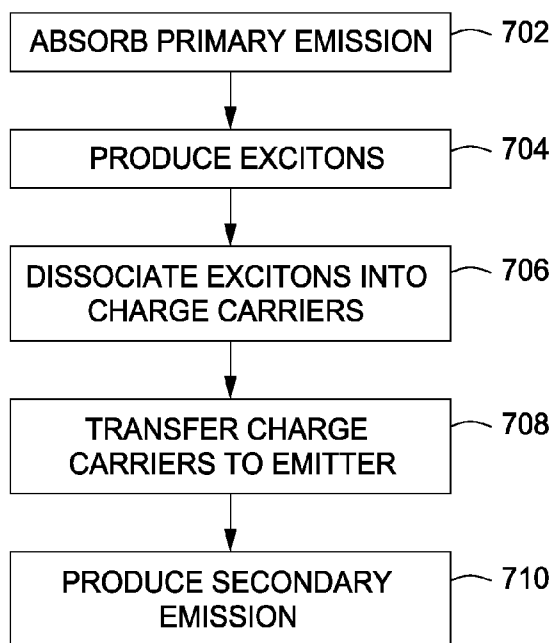 ABSORB PRIMARY EMISSION 702
PRODUCE EXCITONS 704
DISSOCIATE EXCITONS INTO 706
CHARGE CARRIERS
TRANSFER CHARGE 708
CARRIERS TO EMITTER
PRODUCE SECONDARY 710
EMISSION